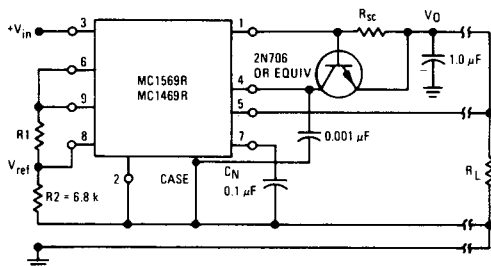 +Vin
3
1
Rsc
VO
6
MC1569R
MC1469R
2N706
OR EQUIV
4
1.0 µF
9
5
R1
8
7
0.001 µF
Vref
CN
0.1 µF
RL
R2 = 6.8 k
2
CASE